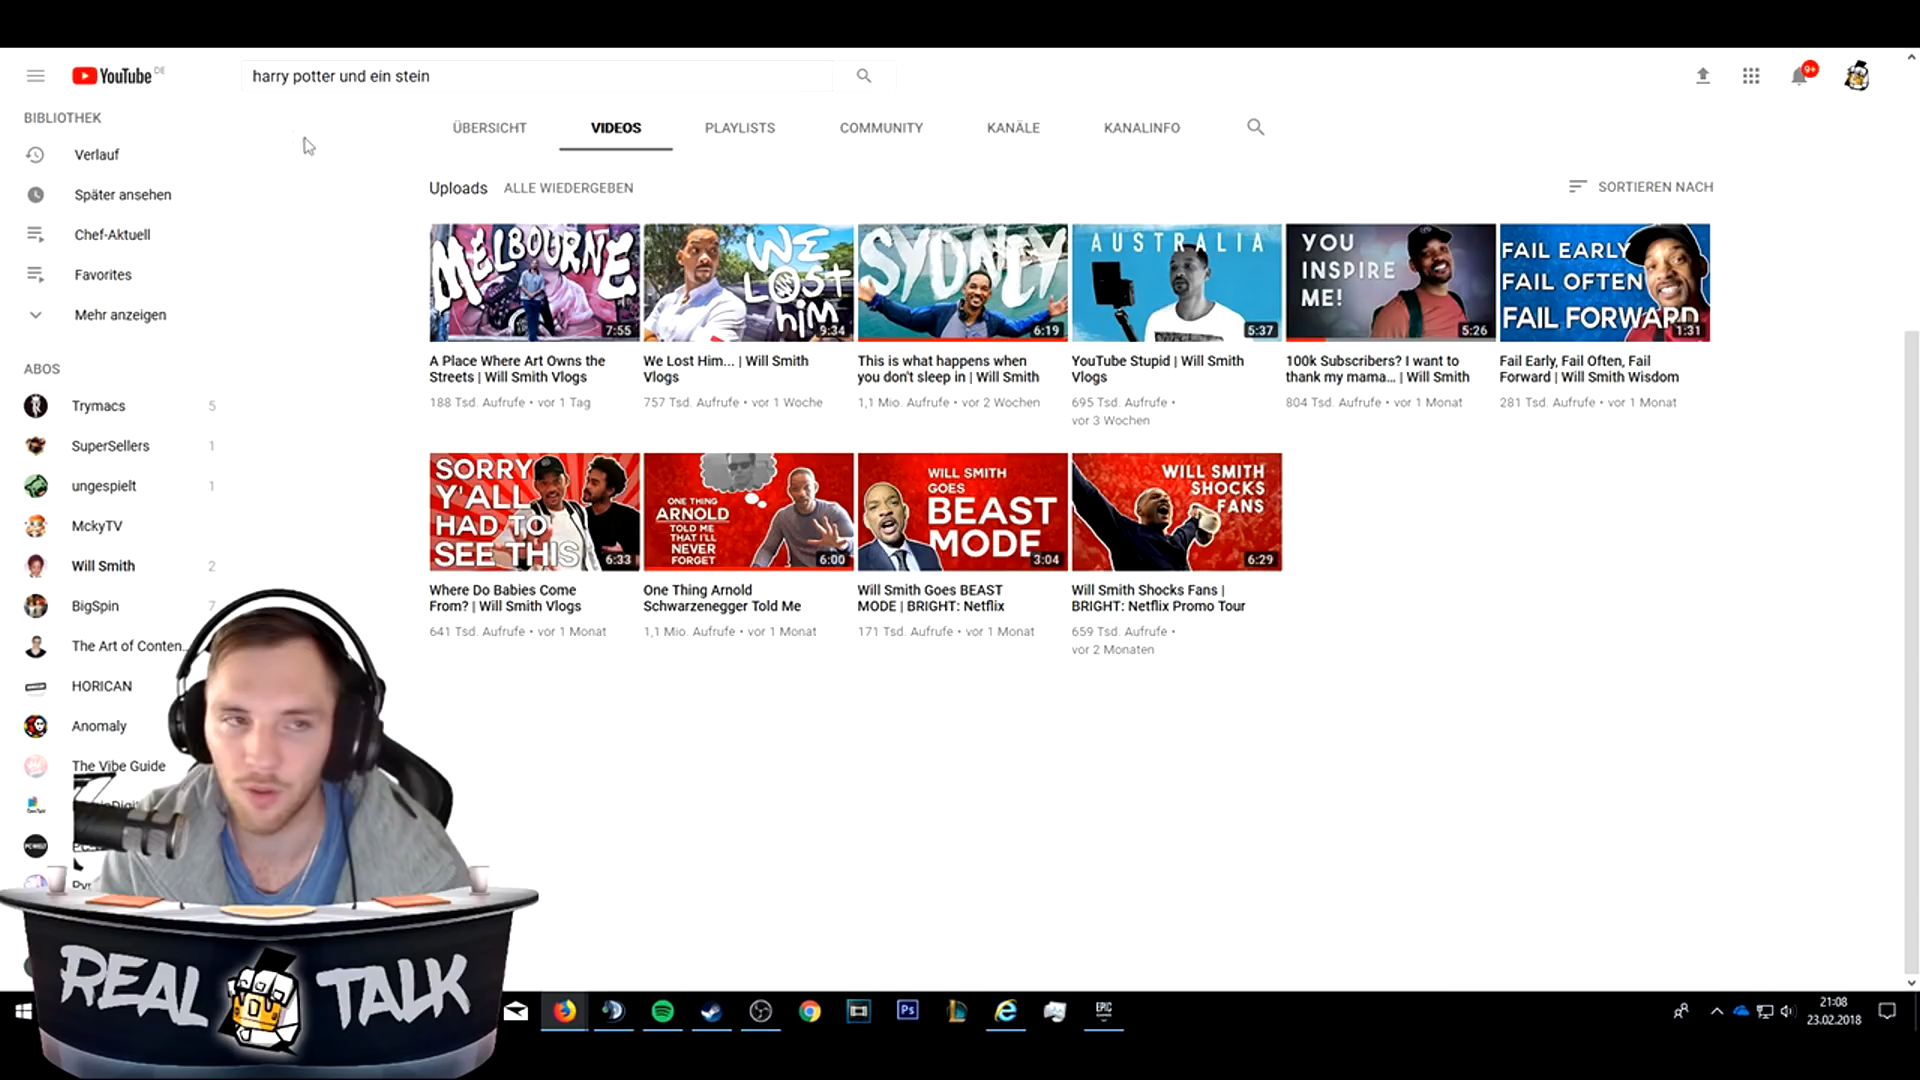 YouTube DE
harry potter und ein stein
9+
BIBLIOTHEK
Verlauf
Später ansehen
Chef-Aktuell
Favorites
Mehr anzeigen
ABOS
Trymacs 5
SuperSellers 1
ungespielt 1
MckyTV
Will Smith 2
BigSpin 7
The Art of Conten...
HORICAN
Anomaly
The Vibe Guide
ÜBERSICHT
VIDEOS
PLAYLISTS
COMMUNITY
KANÄLE
KANALINFO
Uploads
ALLE WIEDERGEBEN
SORTIEREN NACH
MELBOURNE
7:55
A Place Where Art Owns the
Streets | Will Smith Vlogs
188 Tsd. Aufrufe • vor 1 Tag
WE
LOST
HIM
9:34
We Lost Him... | Will Smith
Vlogs
757 Tsd. Aufrufe • vor 1 Woche
SYDNEY
6:19
This is what happens when
you don't sleep in | Will Smith
1,1 Mio. Aufrufe • vor 2 Wochen
AUSTRALIA
5:37
YouTube Stupid | Will Smith
Vlogs
695 Tsd. Aufrufe •
vor 3 Wochen
YOU
INSPIRE
ME!
5:26
100k Subscribers? I want to
thank my mama... | Will Smith
804 Tsd. Aufrufe • vor 1 Monat
FAIL EARLY
FAIL OFTEN
FAIL FORWARD
1:31
Fail Early, Fail Often, Fail
Forward | Will Smith Wisdom
281 Tsd. Aufrufe • vor 1 Monat
SORRY
Y'ALL
HAD TO
SEE THIS
6:33
Where Do Babies Come
From? | Will Smith Vlogs
641 Tsd. Aufrufe • vor 1 Monat
ONE THING
ARNOLD
TOLD ME
THAT I'LL
NEVER
FORGET
6:00
One Thing Arnold
Schwarzenegger Told Me
1,1 Mio. Aufrufe • vor 1 Monat
WILL SMITH
GOES
BEAST
MODE
3:04
Will Smith Goes BEAST
MODE | BRIGHT: Netflix
171 Tsd. Aufrufe • vor 1 Monat
WILL SMITH
SHOCKS
FANS
6:29
Will Smith Shocks Fans |
BRIGHT: Netflix Promo Tour
659 Tsd. Aufrufe •
vor 2 Monaten
REAL TALK
Ps
EPIC
21:08
23.02.2018